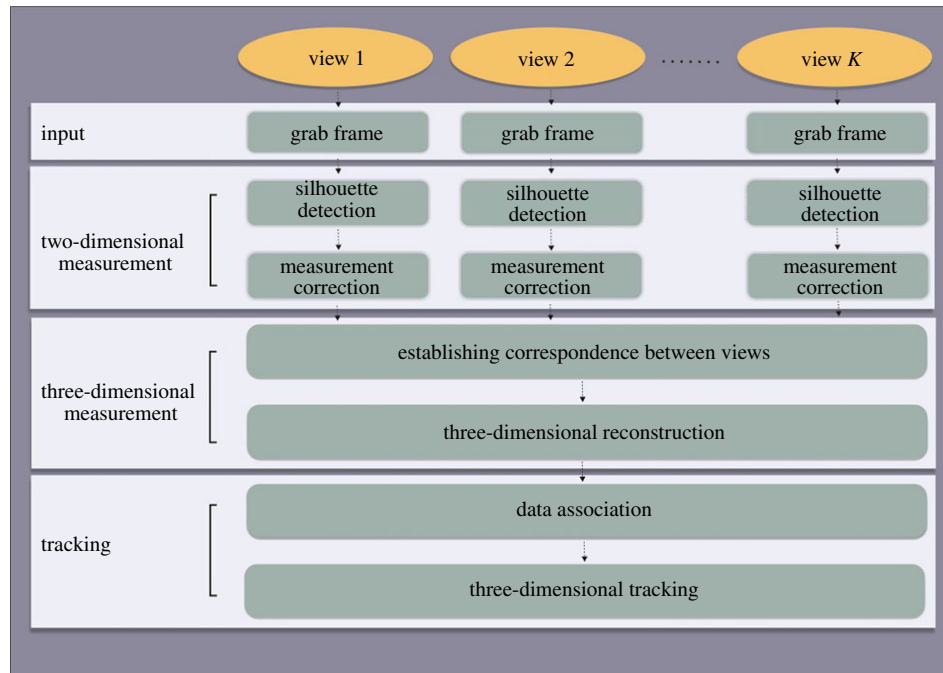 view 1
view 2
.......
view K
input
grab frame
grab frame
grab frame
two-dimensional
measurement
silhouette
detection
silhouette
detection
silhouette
detection
measurement
correction
measurement
correction
measurement
correction
three-dimensional
measurement
establishing correspondence between views
three-dimensional reconstruction
tracking
data association
three-dimensional tracking